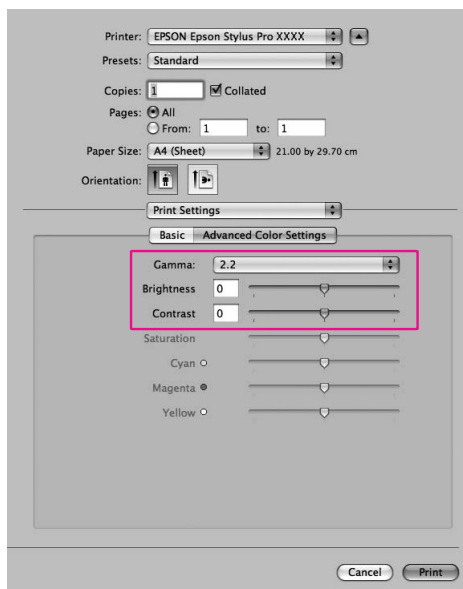 Printer: EPSON Epson Stylus Pro XXXX
Presets: Standard
Copies: 1 Collated
Pages: All
From: 1 to: 1
Paper Size: A4 (Sheet) 21.00 by 29.70 cm
Orientation:
Print Settings
Basic Advanced Color Settings
Gamma: 2.2
Brightness 0
Contrast 0
Saturation
Cyan
Magenta
Yellow
Cancel Print